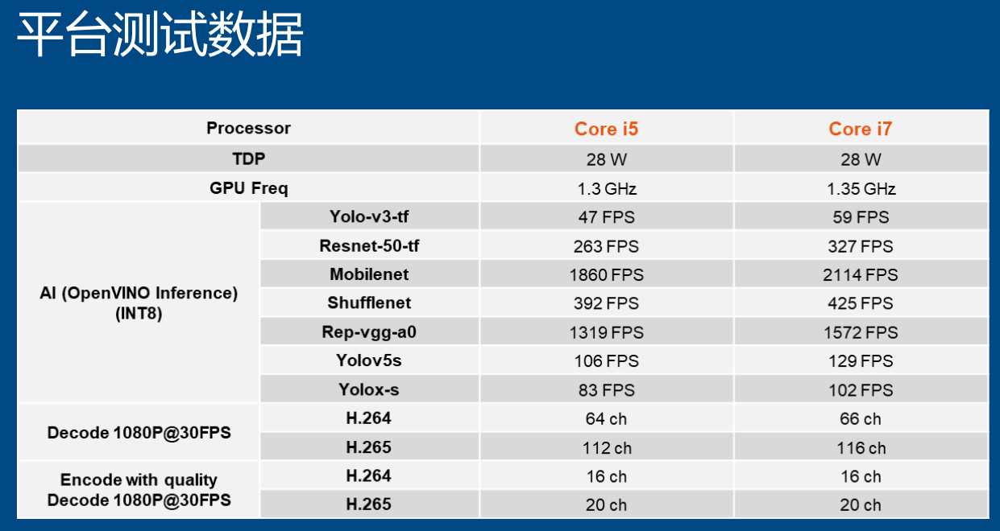 平台测试数据
Processor Core i5 Core i7
TDP 28 W 28 W
GPU Freq 1.3 GHz 1.35 GHz
AI (OpenVINO Inference)
(INT8)
Yolo-v3-tf 47 FPS 59 FPS
Resnet-50-tf 263 FPS 327 FPS
Mobilenet 1860 FPS 2114 FPS
Shufflenet 392 FPS 425 FPS
Rep-vgg-a0 1319 FPS 1572 FPS
Yolov5s 106 FPS 129 FPS
Yolox-s 83 FPS 102 FPS
Decode 1080P@30FPS
H.264 64 ch 66 ch
H.265 112 ch 116 ch
Encode with quality
Decode 1080P@30FPS
H.264 16 ch 16 ch
H.265 20 ch 20 ch